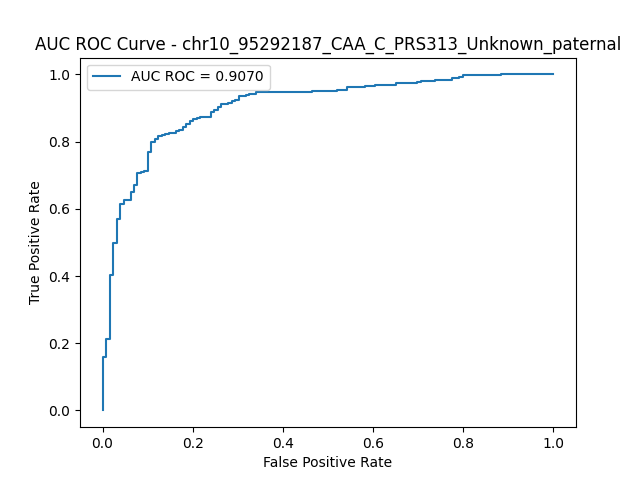 AUC ROC Curve - chr10_95292187_CAA_C_PRS313_Unknown_paternal
AUC ROC = 0.9070
1.0
0.8
0.6
0.4
0.2
0.0
True Positive Rate
0.0 0.2 0.4 0.6 0.8 1.0
False Positive Rate